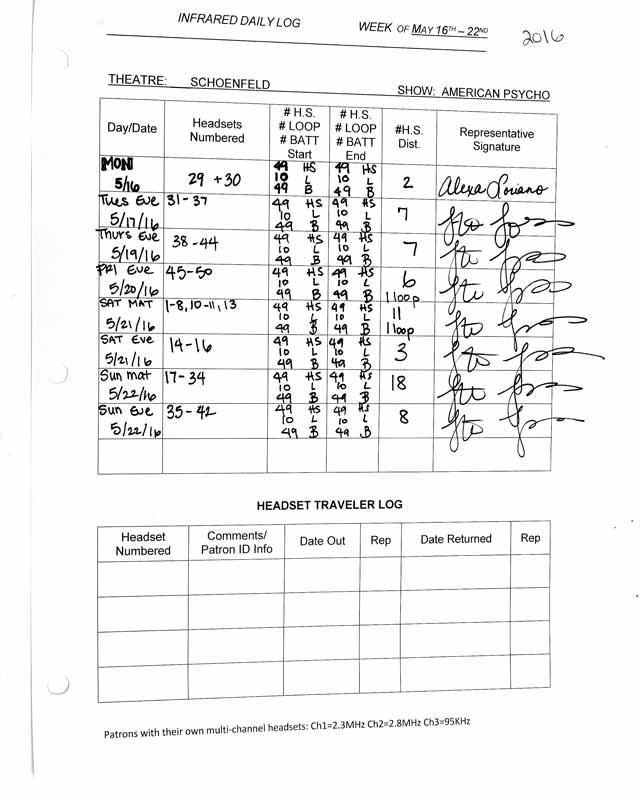 INFRARED DAILY LOG WEEK OF MAY 16TH – 22ND 2016
THEATRE: SCHOENFELD SHOW: AMERICAN PSYCHO
Day/Date Headsets Numbered # H.S. # LOOP # BATT Start # H.S. # LOOP # BATT End #H.S. Dist. Representative Signature
MON 5/16 29 + 30 49 HS 10 L 49 B 49 HS 10 L 49 B 2 Alexa
Tues Eve 5/17/16 31-37 49 HS 10 L 49 B 49 HS 10 L 49 B 7
Thurs Eve 5/19/16 38-44 49 HS 10 L 49 B 49 HS 10 L 49 B 7
FRI Eve 5/20/16 45-50 49 HS 10 L 49 B 49 HS 10 L 49 B 6 1 loop
SAT MAT 5/21/16 1-8, 10-11, 13 49 HS 10 L 49 B 49 HS 10 L 49 B 11 1 loop
SAT Eve 5/21/16 14-16 49 HS 10 L 49 B 49 HS 10 L 49 B 3
Sun mat 5/22/16 17-34 49 HS 10 L 49 B 49 HS 10 L 49 B 18
Sun Eve 5/22/16 35-42 49 HS 10 L 49 B 49 HS 10 L 49 B 8
HEADSET TRAVELER LOG
Headset Numbered Comments/ Patron ID Info Date Out Rep Date Returned Rep
Patrons with their own multi-channel headsets: Ch1=2.3MHz Ch2=2.8MHz Ch3=95KHz